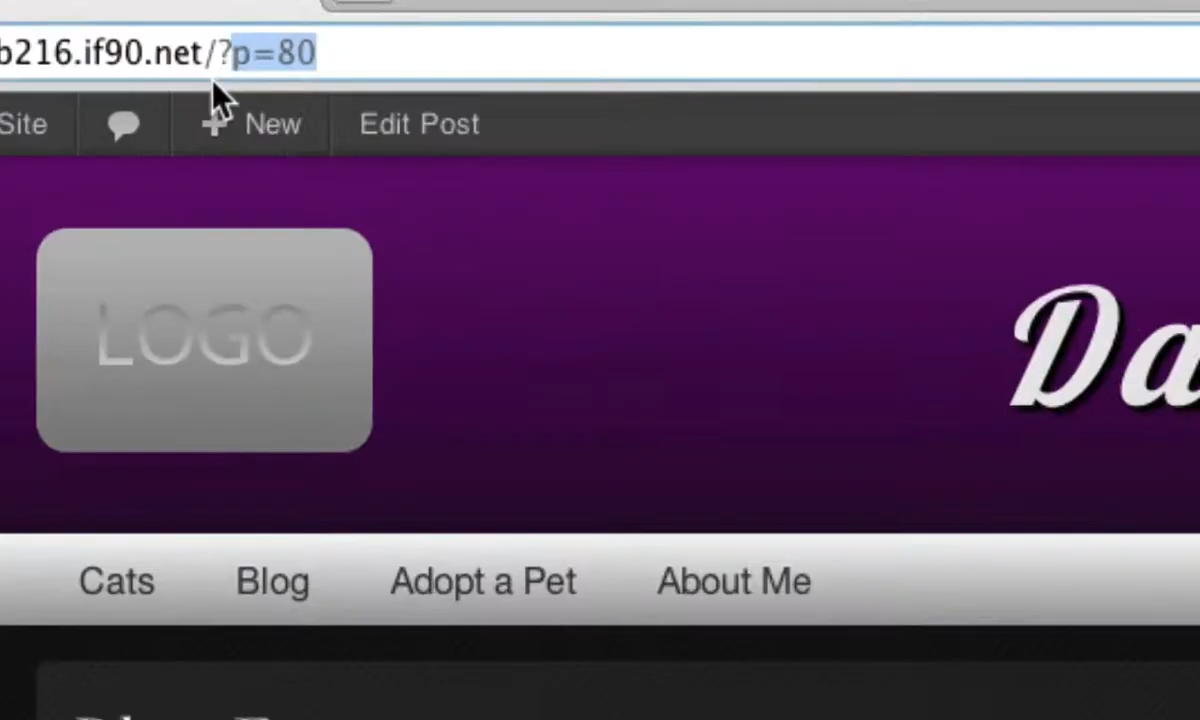 b216.if90.net/?p=80
Site New Edit Post
LOGO
Da
Cats Blog Adopt a Pet About Me